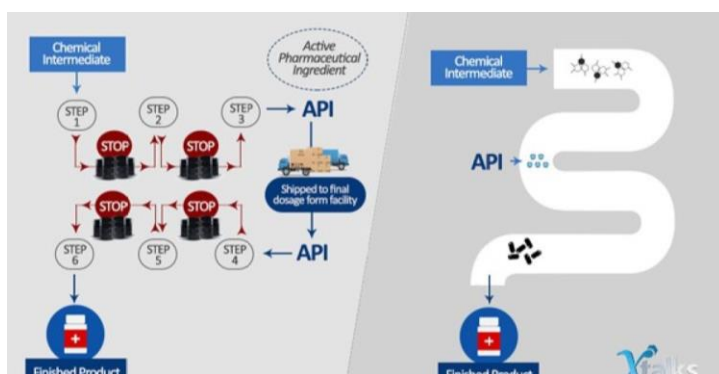 Chemical
Intermediate
Active
Pharmaceutical
Ingredient
STEP
1
STEP
2
STEP
3
API
STOP
STOP
Shipped to final
dosage form facility
STOP
STOP
STEP
6
STEP
5
STEP
4
API
Finished Product
Chemical
Intermediate
API
Finished Product
Xtalks